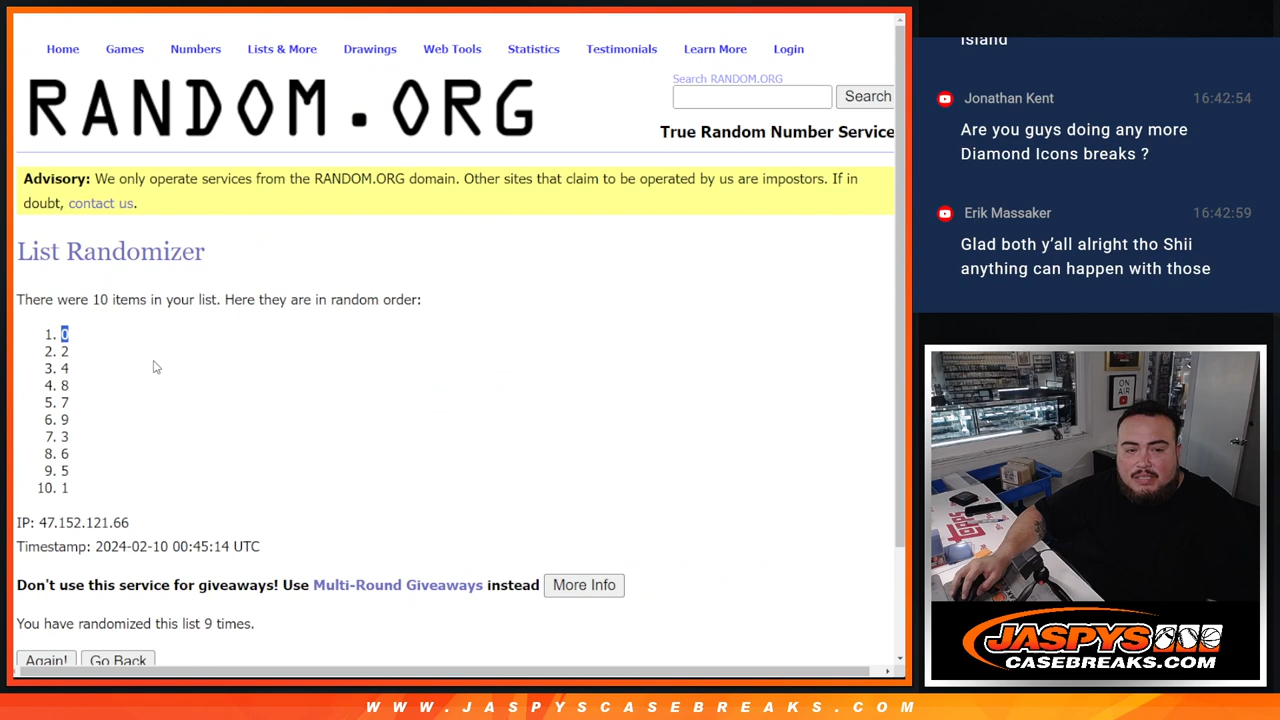 Home Games Numbers Lists & More Drawings Web Tools Statistics Testimonials Learn More Login
RANDOM.ORG
Search RANDOM.ORG
Search
True Random Number Service
Advisory: We only operate services from the RANDOM.ORG domain. Other sites that claim to be operated by us are impostors. If in
doubt, contact us.
List Randomizer
There were 10 items in your list. Here they are in random order:
1. 0
2. 2
3. 4
4. 8
5. 7
6. 9
7. 3
8. 6
9. 5
10. 1
IP: 47.152.121.66
Timestamp: 2024-02-10 00:45:14 UTC
Don't use this service for giveaways! Use Multi-Round Giveaways instead More Info
You have randomized this list 9 times.
Again! Go Back
island
Jonathan Kent 16:42:54
Are you guys doing any more
Diamond Icons breaks ?
Erik Massaker 16:42:59
Glad both y’all alright tho Shii
anything can happen with those
ON
AIR
JASPYS
CASEBREAKS.COM
WWW.JASPYSCASEBREAKS.COM